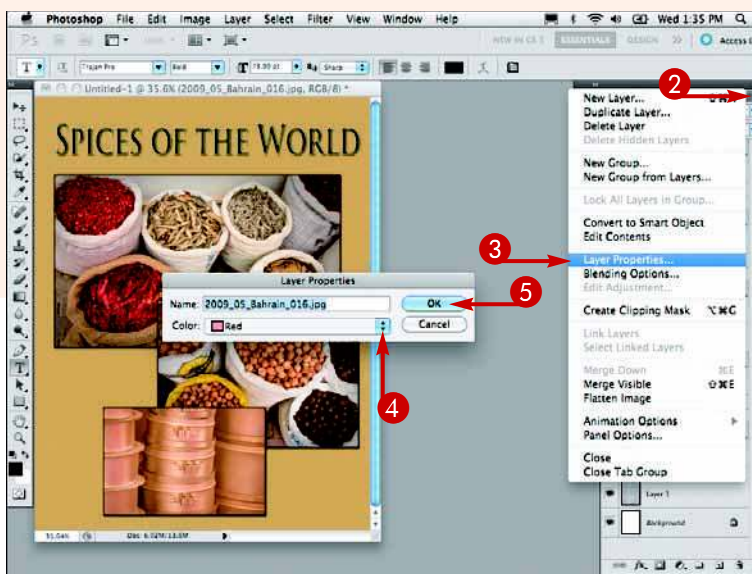 Photoshop File Edit Image Layer Select Filter View Window Help Wed 1:35 PM
ESSENTIALS DESIGN
T Trajan Pro Bold Sharp
Untitled-1 @ 35.6% (2009_05_Bahrain_016.jpg, RGB/8) *
SPICES OF THE WORLD
2
New Layer...
Duplicate Layer...
Delete Layer
Delete Hidden Layers
New Group...
New Group from Layers...
Lock All Layers in Group...
Convert to Smart Object
Edit Contents
3
Layer Properties...
Blending Options...
Edit Adjustment...
Create Clipping Mask ⌥⌘G
Link Layers
Select Linked Layers
Merge Down ⌘E
Merge Visible ⇧⌘E
Flatten Image
Animation Options
Panel Options...
Close
Close Tab Group
Layer Properties
Name: 2009_05_Bahrain_016.jpg OK
5
Color: Red Cancel
4
Layer 1
Background